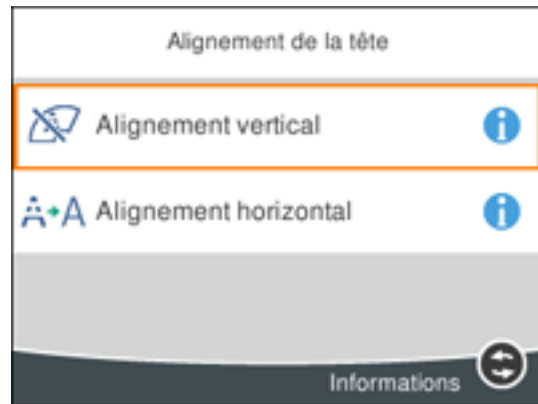 Alignement de la tête
Alignement vertical
Alignement horizontal
Informations